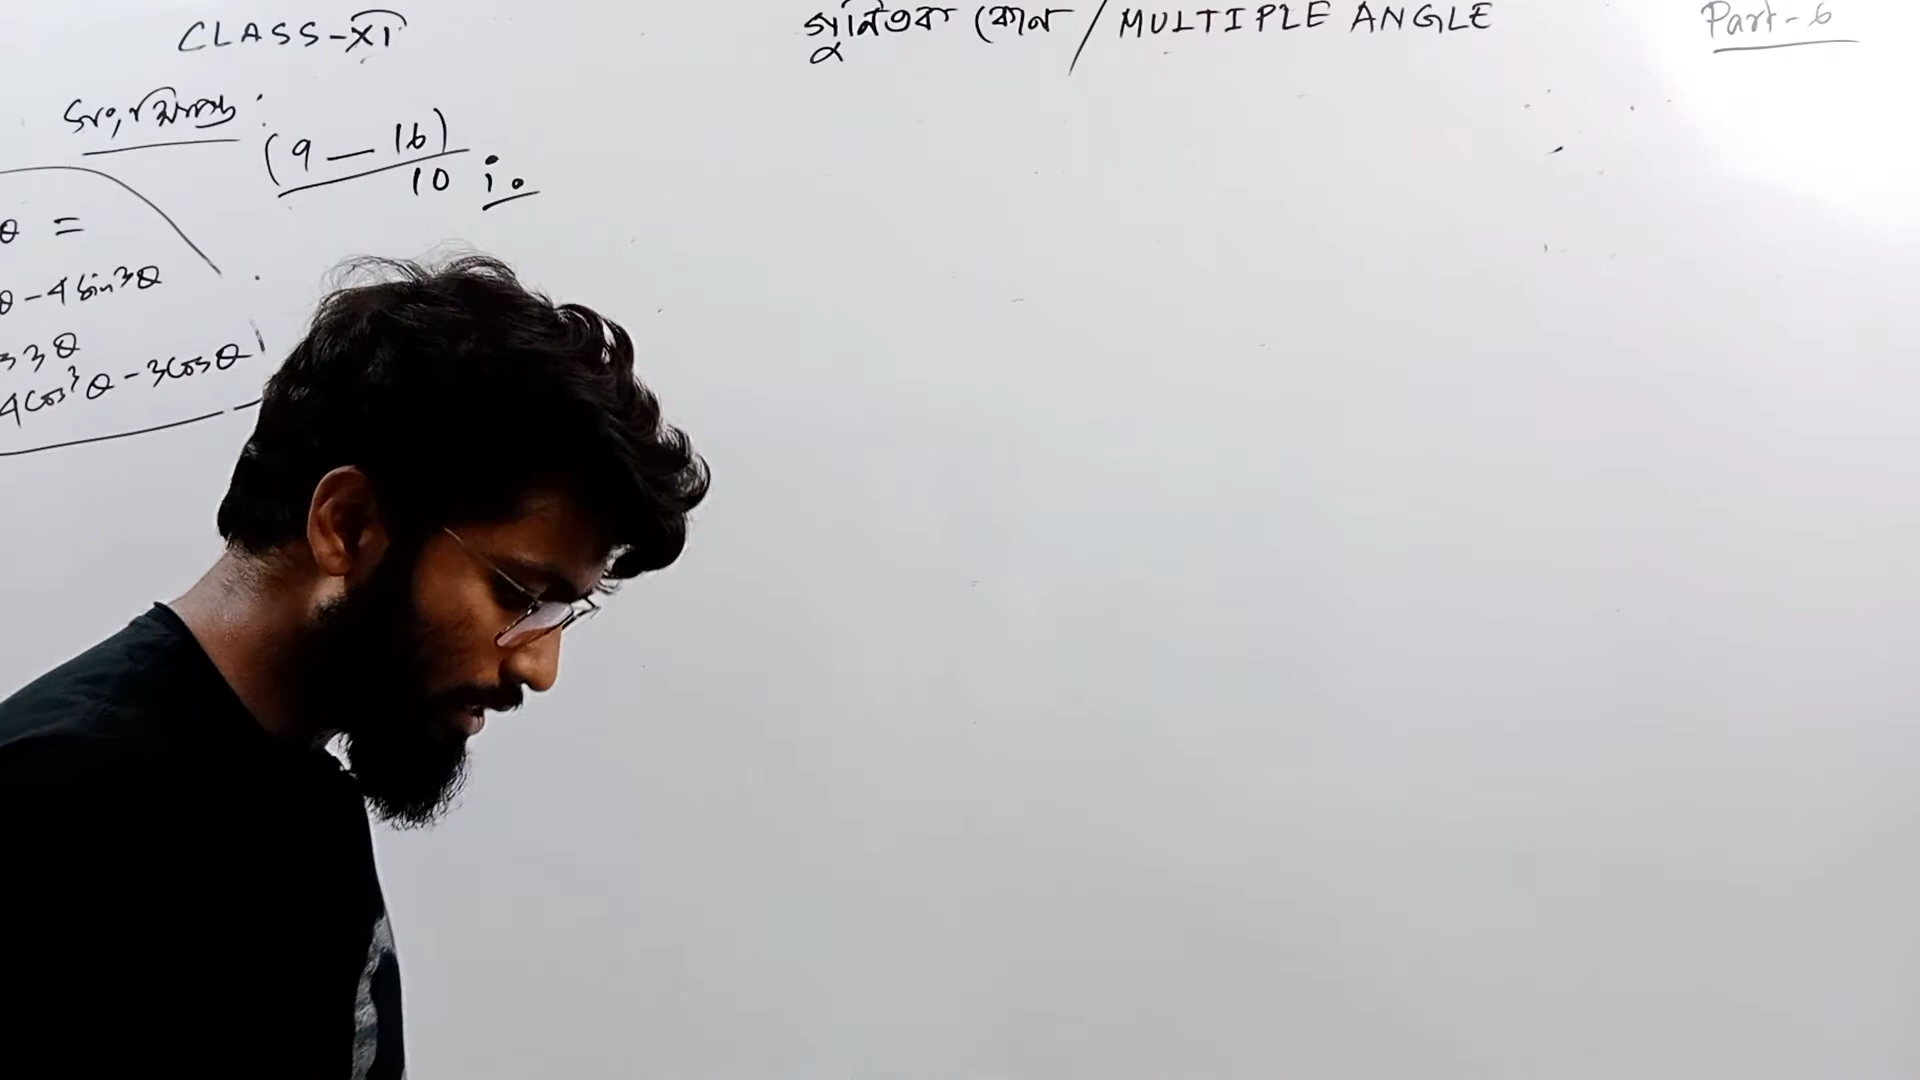 CLASS-XI
গুণিতক কোণ / MULTIPLE ANGLE
Part-6
(9 — 16)
10 i.
θ =
θ - 4 sin³θ
s 3θ
4cos³θ - 3cosθ